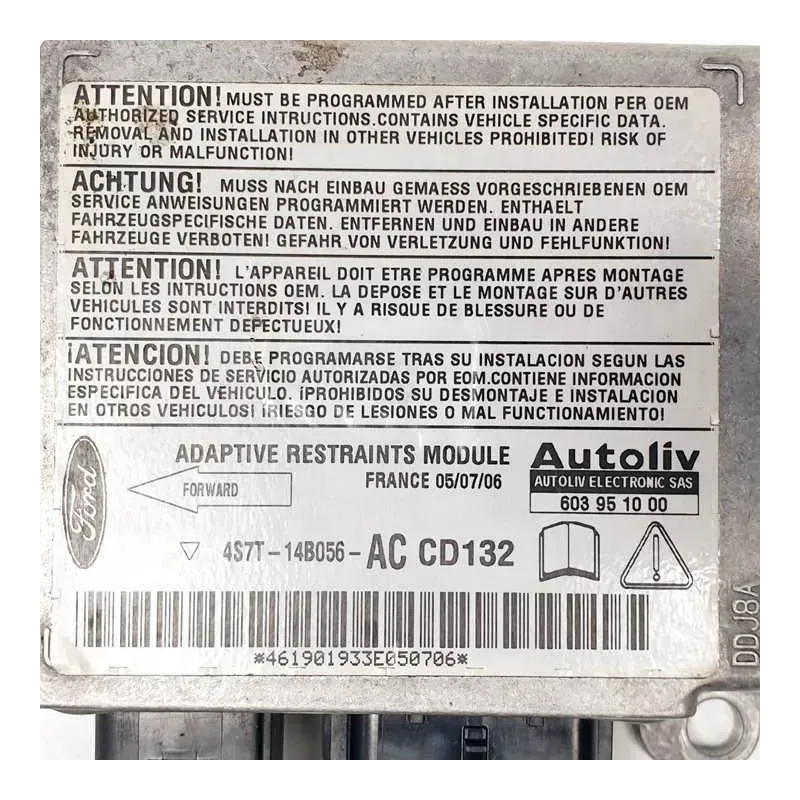 ATTENTION! MUST BE PROGRAMMED AFTER INSTALLATION PER OEM
AUTHORIZED SERVICE INTRUCTIONS.CONTAINS VEHICLE SPECIFIC DATA.
REMOVAL AND INSTALLATION IN OTHER VEHICLES PROHIBITED! RISK OF
INJURY OR MALFUNCTION!
ACHTUNG! MUSS NACH EINBAU GEMAESS VORGESCHRIEBENEN OEM
SERVICE ANWEISUNGEN PROGRAMMIERT WERDEN. ENTHAELT
FAHRZEUGSPEZIFISCHE DATEN. ENTFERNEN UND EINBAU IN ANDERE
FAHRZEUGE VERBOTEN! GEFAHR VON VERLETZUNG UND FEHLFUNKTION!
ATTENTION! L'APPAREIL DOIT ETRE PROGRAMME APRES MONTAGE
SELON LES INTRUCTIONS OEM. LA DEPOSE ET LE MONTAGE SUR D'AUTRES
VEHICULES SONT INTERDITS! IL Y A RISQUE DE BLESSURE OU DE
FONCTIONNEMENT DEFECTUEUX!
¡ATENCION! DEBE PROGRAMARSE TRAS SU INSTALACION SEGUN LAS
INSTRUCCIONES DE SERVICIO AUTORIZADAS POR EOM.CONTIENE INFORMACION
ESPECIFICA DEL VEHICULO. ¡PROHIBIDOS SU DESMONTAJE E INSTALACION
EN OTROS VEHICULOS! ¡RIESGO DE LESIONES O MAL FUNCIONAMIENTO!
Ford
ADAPTIVE RESTRAINTS MODULE
FRANCE 05/07/06
FORWARD
Autoliv
AUTOLIV ELECTRONIC SAS
603 95 10 00
4S7T-14B056-AC CD132
*461901933E050706*
DDJ8A